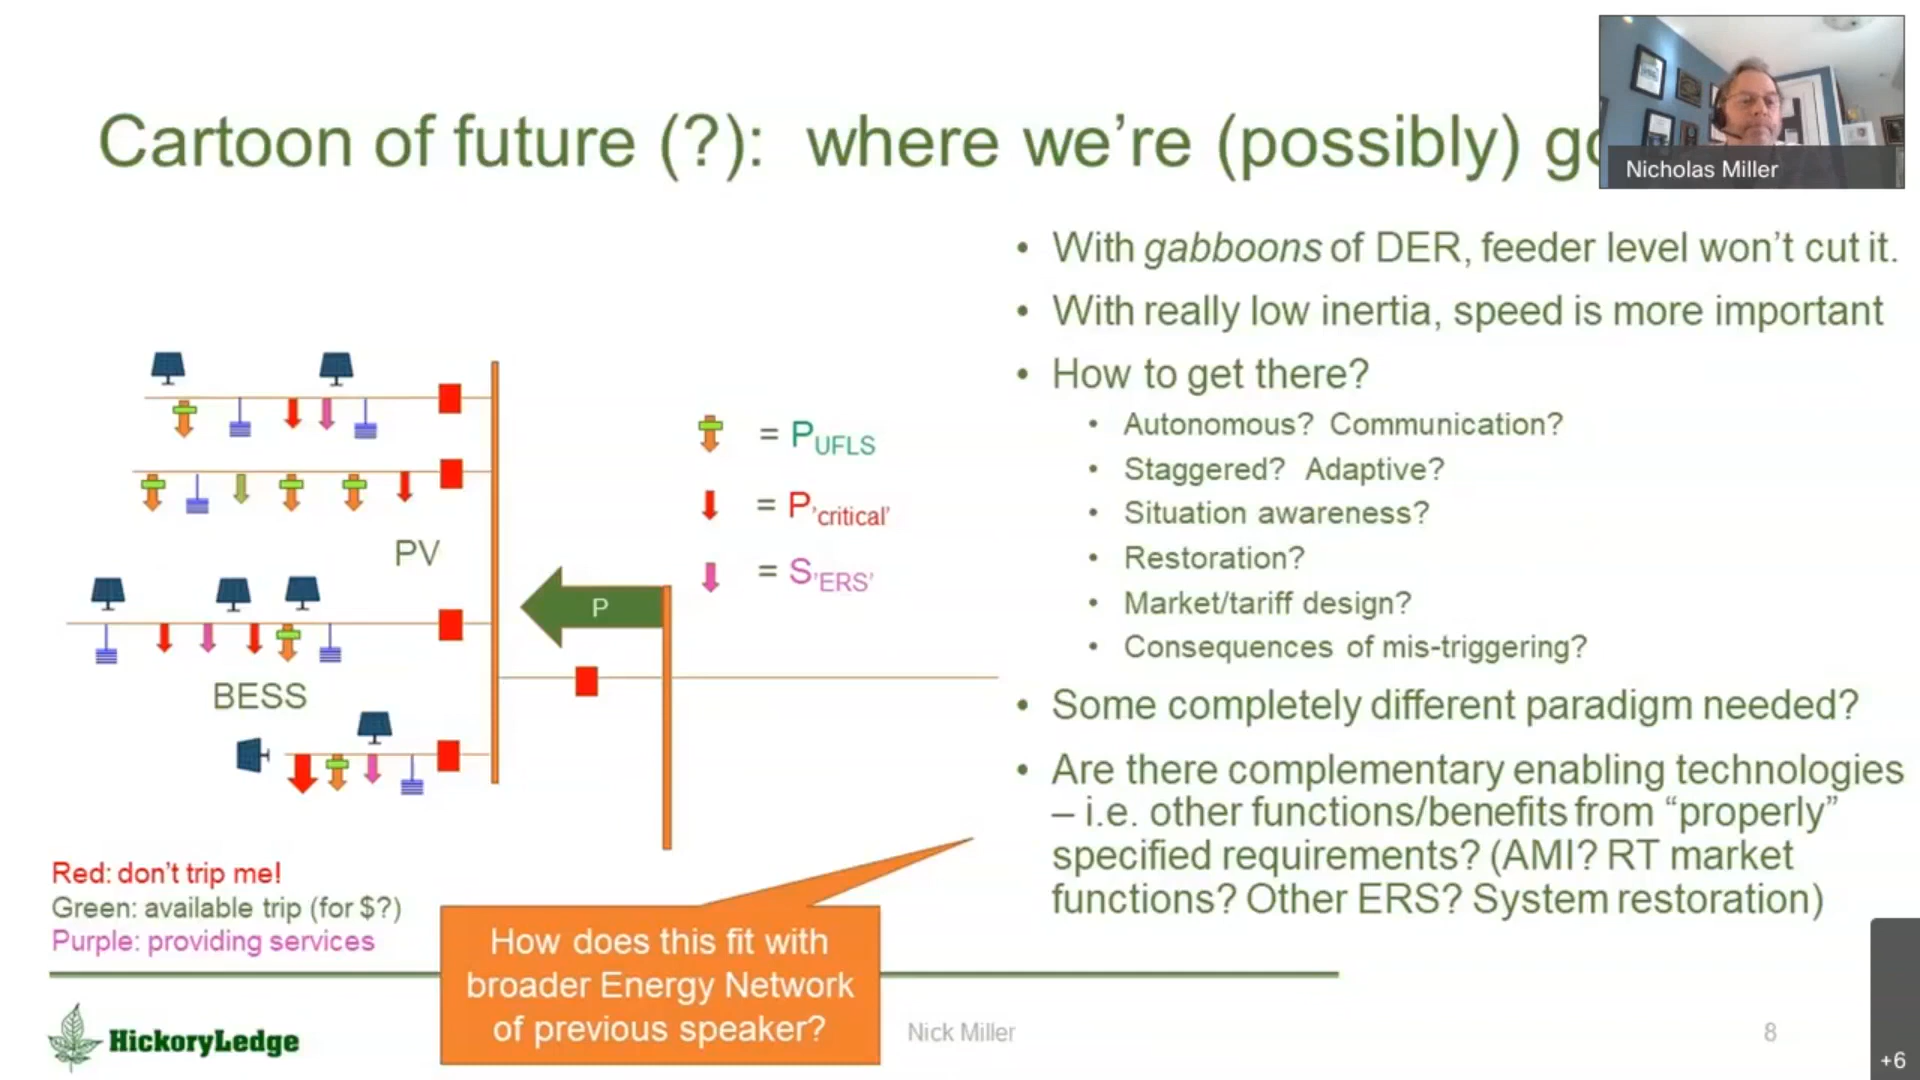 Cartoon of future (?): where we're (possibly) go
Nicholas Miller
• With gabboons of DER, feeder level won't cut it.
• With really low inertia, speed is more important
• How to get there?
• Autonomous? Communication?
• Staggered? Adaptive?
• Situation awareness?
• Restoration?
• Market/tariff design?
• Consequences of mis-triggering?
• Some completely different paradigm needed?
• Are there complementary enabling technologies
– i.e. other functions/benefits from “properly”
specified requirements? (AMI? RT market
functions? Other ERS? System restoration)
= PUFLS
= P'critical'
= S'ERS'
PV
P
BESS
Red: don't trip me!
Green: available trip (for $?)
Purple: providing services
How does this fit with
broader Energy Network
of previous speaker?
HickoryLedge
Nick Miller
8
+6